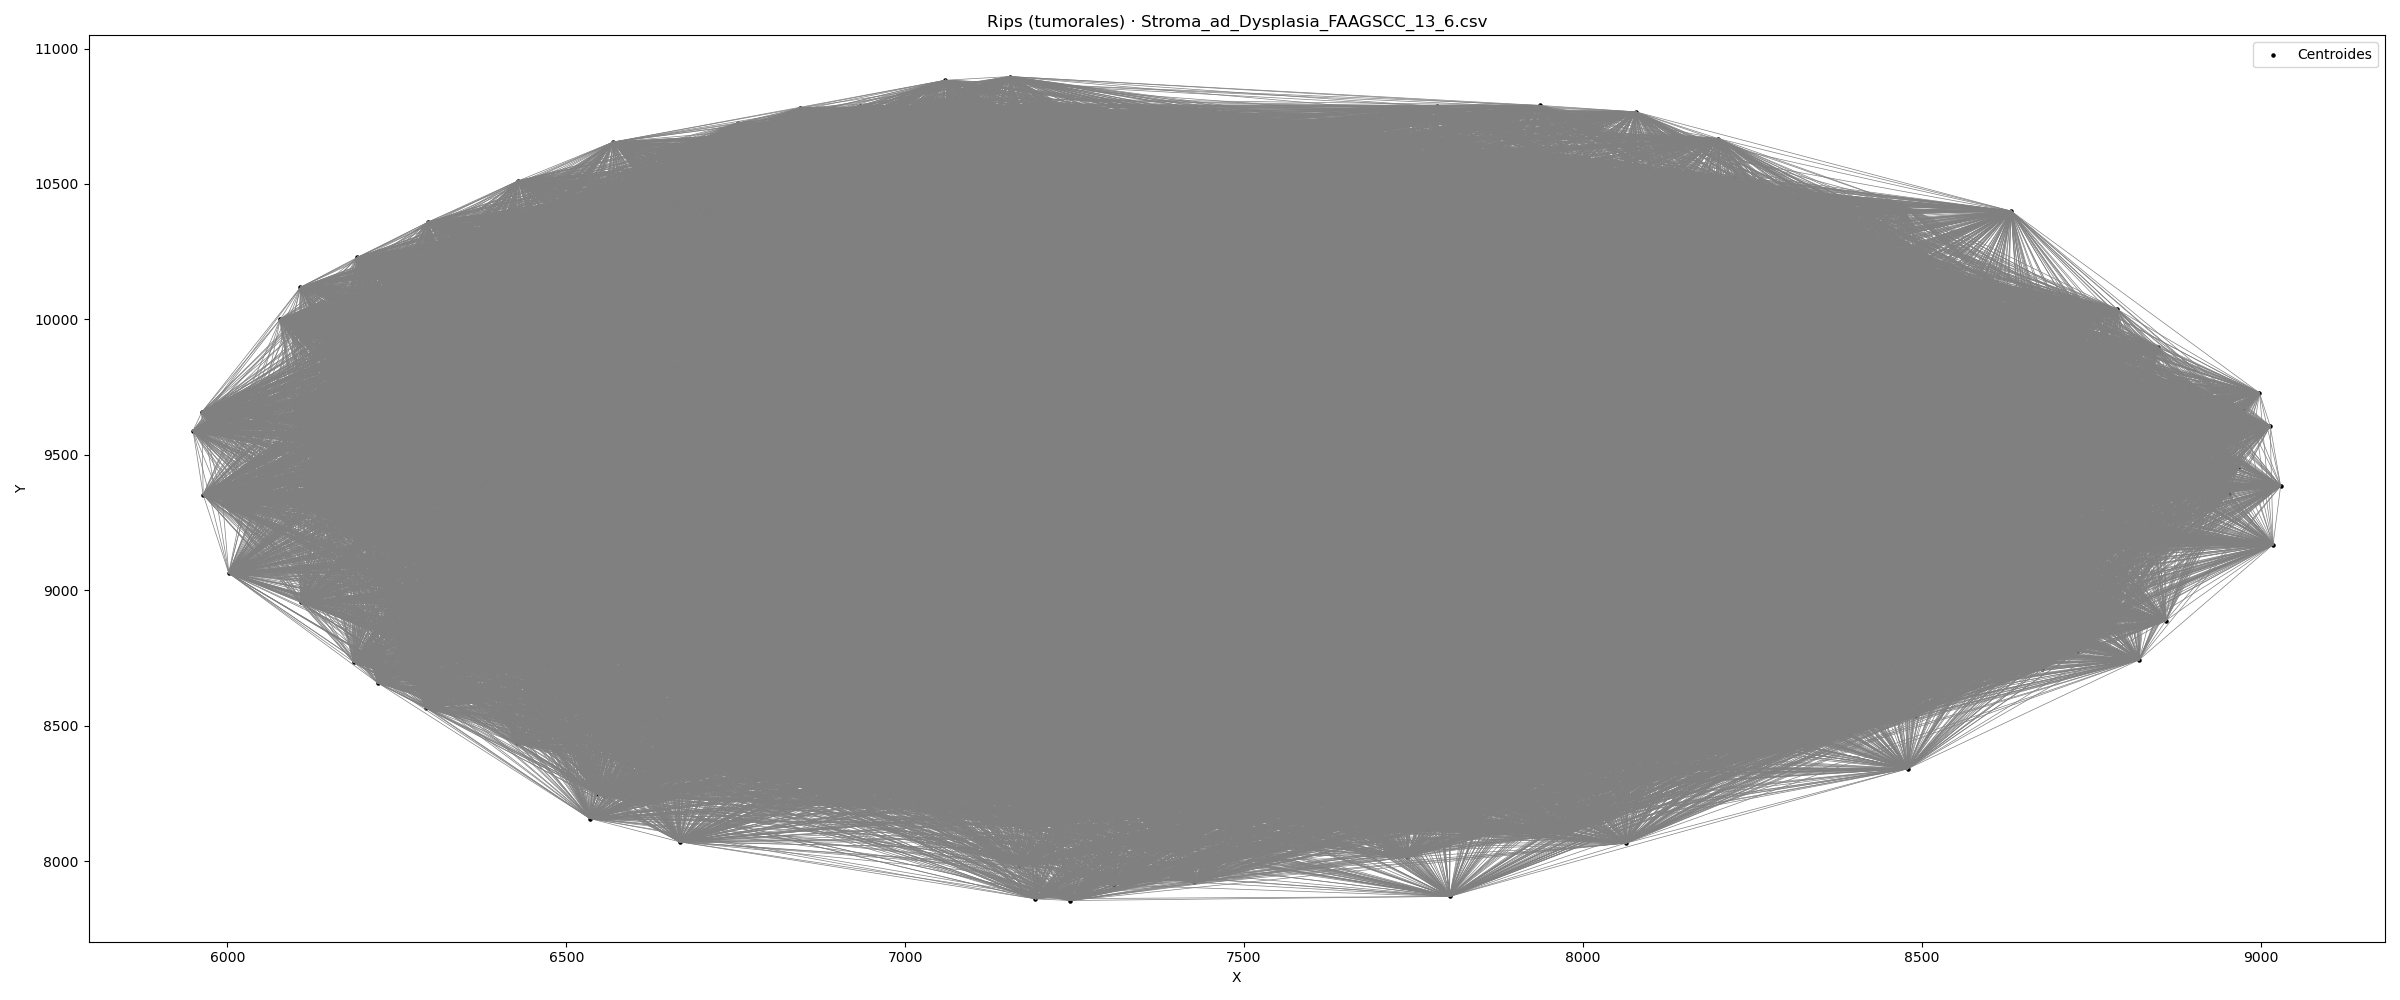 Rips (tumorales) · Stroma_ad_Dysplasia_FAAGSCC_13_6.csv
Centroides
11000
10500
10000
9500
9000
8500
8000
Y
6000 6500 7000 7500 8000 8500 9000
X